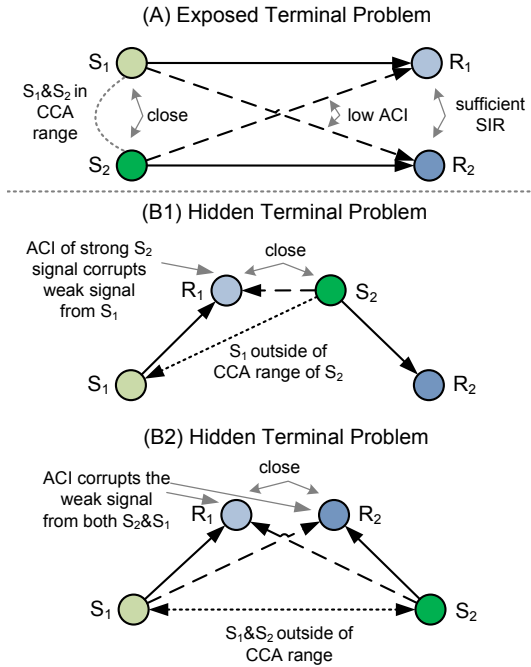 (A) Exposed Terminal Problem
S1
R1
S1&S2 in
CCA
range
close
low ACI
sufficient
SIR
S2
R2
(B1) Hidden Terminal Problem
ACI of strong S2
signal corrupts
weak signal
from S1
close
R1
S2
S1 outside of
CCA range of S2
S1
R2
(B2) Hidden Terminal Problem
ACI corrupts the
weak signal
from both S2&S1
close
R1
R2
S1
S2
S1&S2 outside of
CCA range